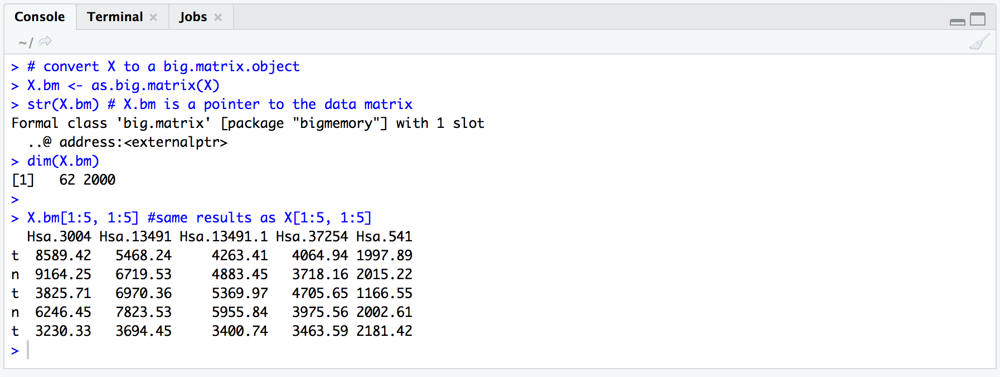 Console Terminal Jobs
~/
> # convert X to a big.matrix.object
> X.bm <- as.big.matrix(X)
> str(X.bm) # X.bm is a pointer to the data matrix
Formal class 'big.matrix' [package "bigmemory"] with 1 slot
  ..@ address:<externalptr>
> dim(X.bm)
[1]   62 2000
>
> X.bm[1:5, 1:5] #same results as X[1:5, 1:5]
  Hsa.3004 Hsa.13491 Hsa.13491.1 Hsa.37254 Hsa.541
t  8589.42   5468.24     4263.41   4064.94 1997.89
n  9164.25   6719.53     4883.45   3718.16 2015.22
t  3825.71   6970.36     5369.97   4705.65 1166.55
n  6246.45   7823.53     5955.84   3975.56 2002.61
t  3230.33   3694.45     3400.74   3463.59 2181.42
>